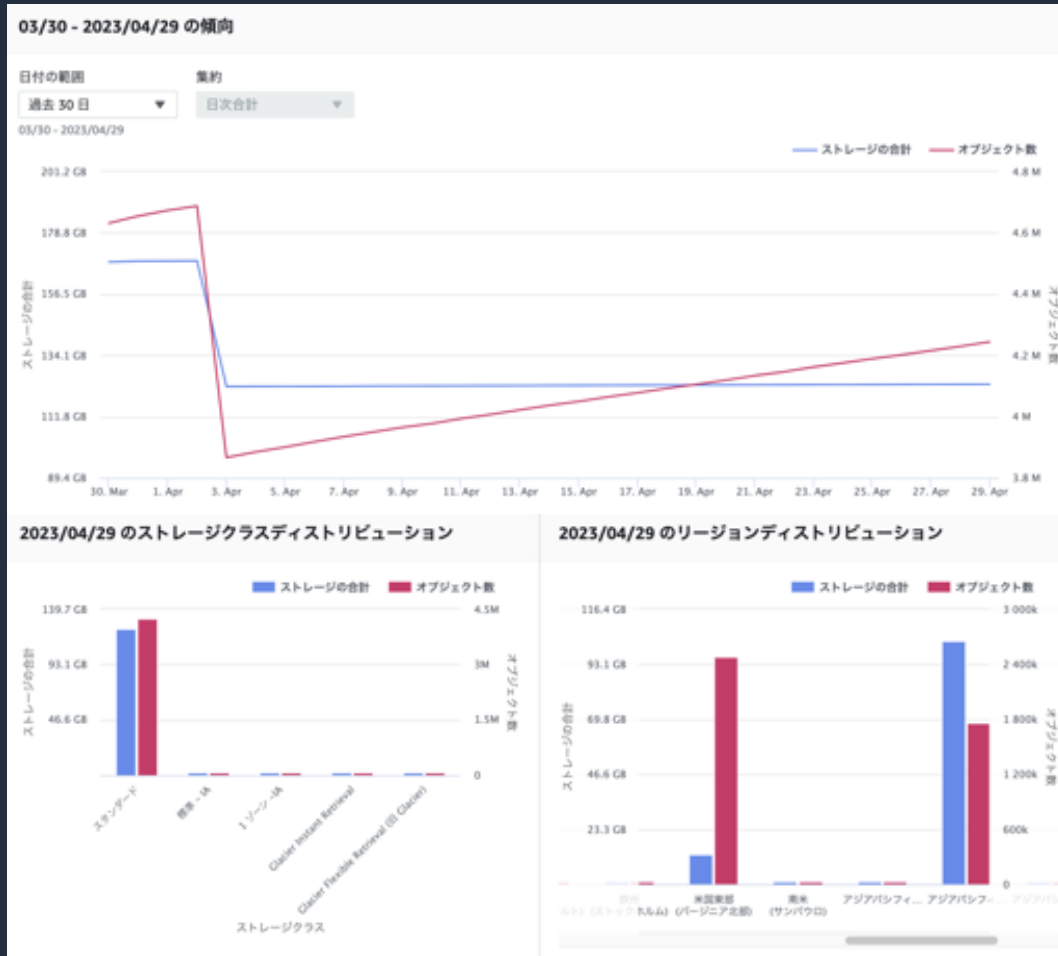 03/30 - 2023/04/29 の傾向
日付の範囲
集約
過去 30 日
日次合計
03/30 - 2023/04/29
ストレージの合計
オブジェクト数
201.2 GB
178.8 GB
156.5 GB
134.1 GB
111.8 GB
89.4 GB
ストレージの合計
4.8 M
4.6 M
4.4 M
4.2 M
4 M
3.8 M
オブジェクト数
30. Mar
1. Apr
3. Apr
5. Apr
7. Apr
9. Apr
11. Apr
13. Apr
15. Apr
17. Apr
19. Apr
21. Apr
23. Apr
25. Apr
27. Apr
29. Apr
2023/04/29 のストレージクラスディストリビューション
ストレージの合計
オブジェクト数
139.7 GB
93.1 GB
46.6 GB
ストレージの合計
4.5M
3M
1.5M
0
オブジェクト数
スタンダード
標準 - IA
1 ゾーン -IA
Glacier Instant Retrieval
Glacier Flexible Retrieval (旧 Glacier)
ストレージクラス
2023/04/29 のリージョンディストリビューション
ストレージの合計
オブジェクト数
116.4 GB
93.1 GB
69.8 GB
46.6 GB
23.3 GB
ストレージの合計
3 000k
2 400k
1 800k
1 200k
600k
0
オブジェクト数
欧州
(ストックホルム)
米国東部
(バージニア北部)
南米
(サンパウロ)
アジアパシフィ...
アジアパシフィ...